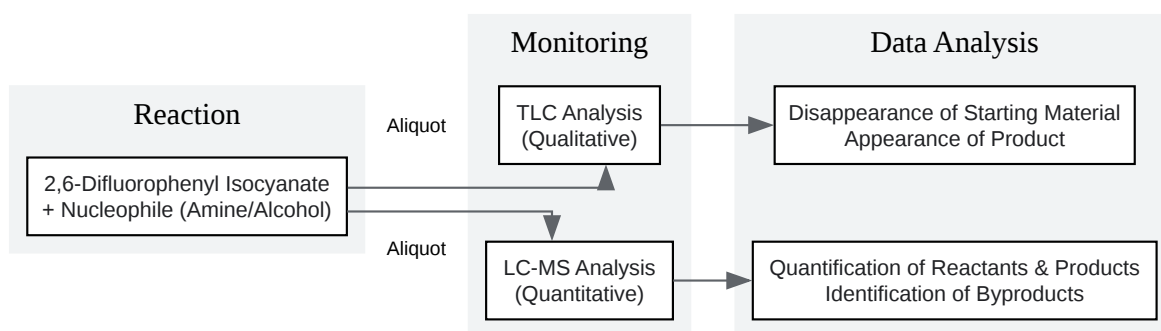 Reaction
2,6-Difluorophenyl Isocyanate
+ Nucleophile (Amine/Alcohol)
Aliquot
Aliquot
Monitoring
TLC Analysis
(Qualitative)
LC-MS Analysis
(Quantitative)
Data Analysis
Disappearance of Starting Material
Appearance of Product
Quantification of Reactants & Products
Identification of Byproducts